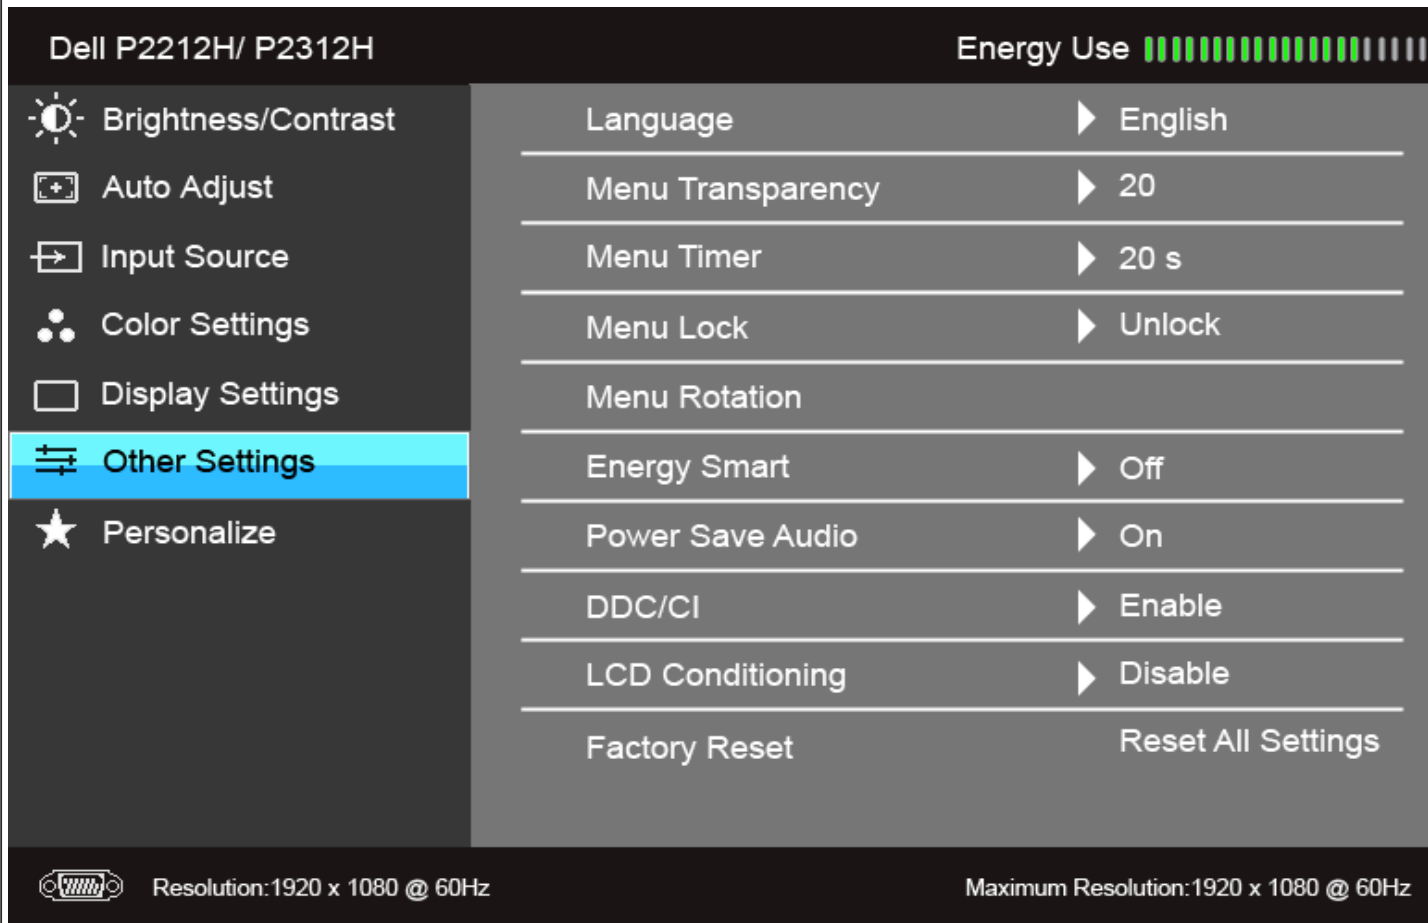 Dell P2212H/ P2312H
Energy Use
Brightness/Contrast
Auto Adjust
Input Source
Color Settings
Display Settings
Other Settings
Personalize
Language English
Menu Transparency 20
Menu Timer 20 s
Menu Lock Unlock
Menu Rotation
Energy Smart Off
Power Save Audio On
DDC/CI Enable
LCD Conditioning Disable
Factory Reset Reset All Settings
Resolution:1920 x 1080 @ 60Hz
Maximum Resolution:1920 x 1080 @ 60Hz